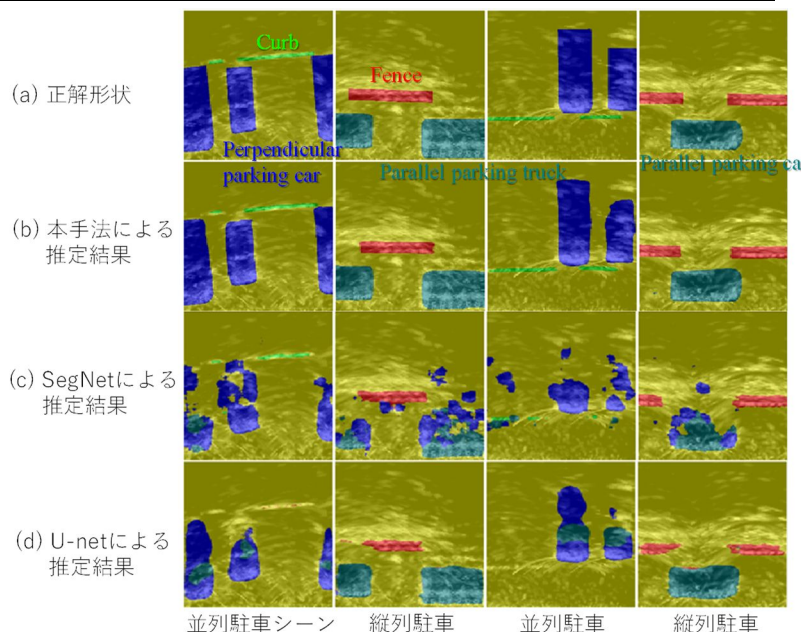 Curb
(a) 正解形状
Fence
Perpendicular
parking car
Parallel parking truck
Parallel parking ca
(b) 本手法による
推定結果
(c) SegNetによる
推定結果
(d) U-netによる
推定結果
並列駐車シーン 縦列駐車 並列駐車 縦列駐車